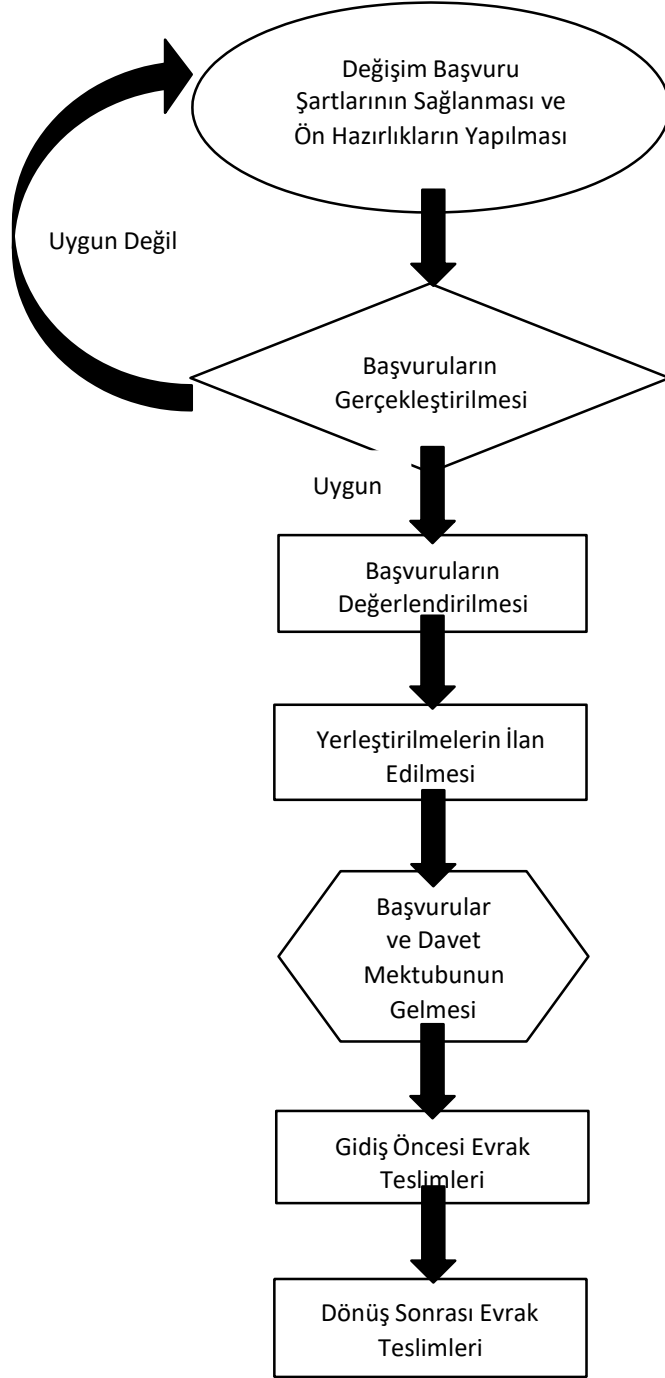 Değişim Başvuru
Şartlarının Sağlanması ve
Ön Hazırlıkların Yapılması
Uygun Değil
Başvuruların
Gerçekleştirilmesi
Uygun
Başvuruların
Değerlendirilmesi
Yerleştirilmelerin İlan
Edilmesi
Başvurular
ve Davet
Mektubunun
Gelmesi
Gidiş Öncesi Evrak
Teslimleri
Dönüş Sonrası Evrak
Teslimleri